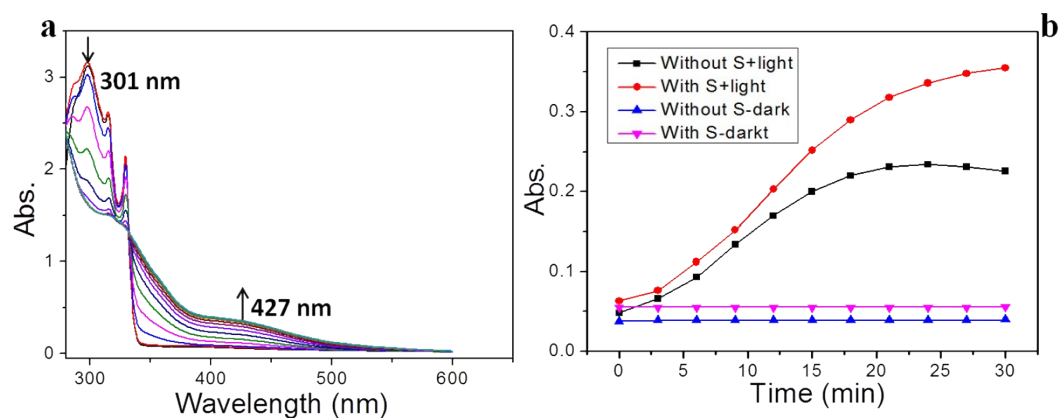 a
301 nm
427 nm
Abs.
3
2
1
0
300
400
500
600
Wavelength (nm)
b
Without S+light
With S+light
Without S-dark
With S-darkt
Abs.
0.4
0.3
0.2
0.1
0.0
0
5
10
15
20
25
30
Time (min)